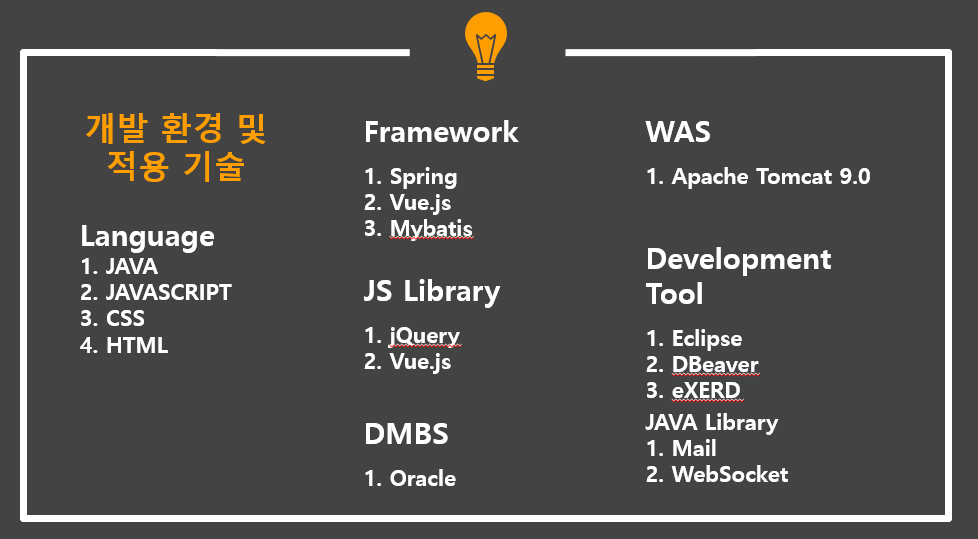 개발 환경 및
적용 기술
Language
1. JAVA
2. JAVASCRIPT
3. CSS
4. HTML
Framework
1. Spring
2. Vue.js
3. Mybatis
JS Library
1. jQuery
2. Vue.js
DMBS
1. Oracle
WAS
1. Apache Tomcat 9.0
Development
Tool
1. Eclipse
2. DBeaver
3. eXERD
JAVA Library
1. Mail
2. WebSocket